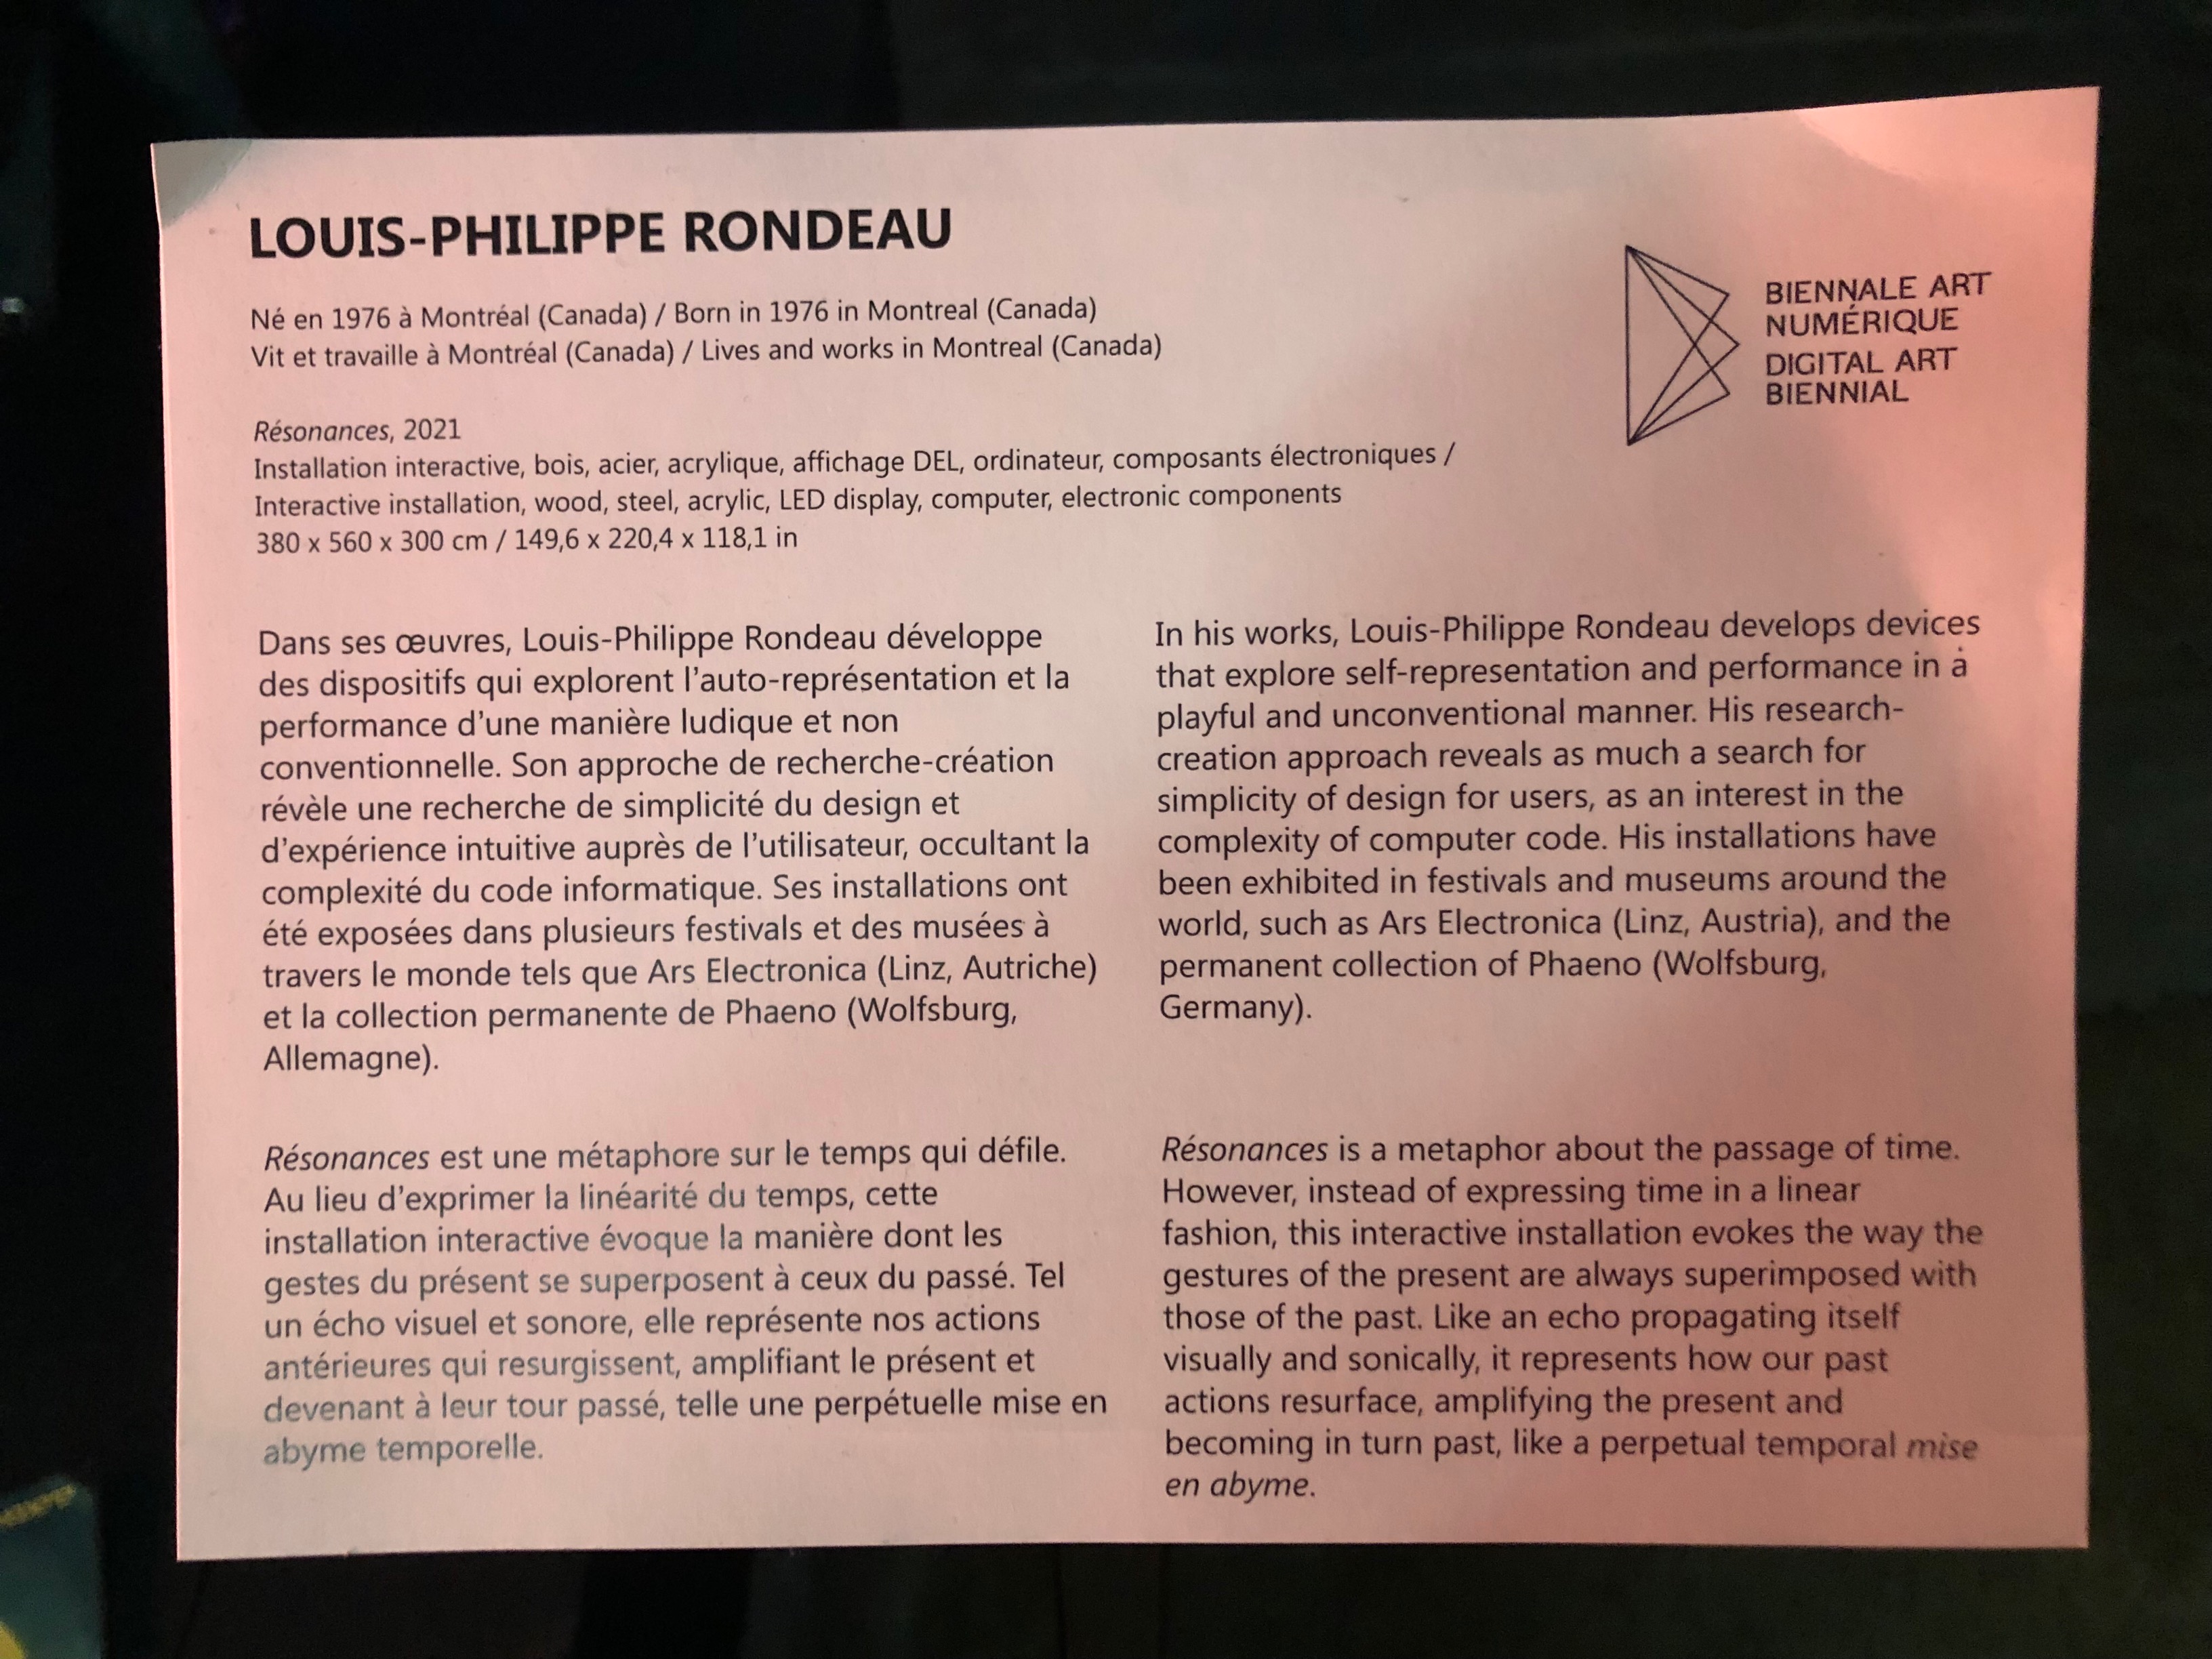 LOUIS-PHILIPPE RONDEAU
Né en 1976 à Montréal (Canada) / Born in 1976 in Montreal (Canada)
Vit et travaille à Montréal (Canada) / Lives and works in Montreal (Canada)
BIENNALE ART
NUMÉRIQUE
DIGITAL ART
BIENNIAL
Résonances, 2021
Installation interactive, bois, acier, acrylique, affichage DEL, ordinateur, composants électroniques /
Interactive installation, wood, steel, acrylic, LED display, computer, electronic components
380 x 560 x 300 cm / 149,6 x 220,4 x 118,1 in
Dans ses œuvres, Louis-Philippe Rondeau développe
des dispositifs qui explorent l'auto-représentation et la
performance d'une manière ludique et non
conventionnelle. Son approche de recherche-création
révèle une recherche de simplicité du design et
d'expérience intuitive auprès de l'utilisateur, occultant la
complexité du code informatique. Ses installations ont
été exposées dans plusieurs festivals et des musées à
travers le monde tels que Ars Electronica (Linz, Autriche)
et la collection permanente de Phaeno (Wolfsburg,
Allemagne).
Résonances est une métaphore sur le temps qui défile.
Au lieu d'exprimer la linéarité du temps, cette
installation interactive évoque la manière dont les
gestes du présent se superposent à ceux du passé. Tel
un écho visuel et sonore, elle représente nos actions
antérieures qui resurgissent, amplifiant le présent et
devenant à leur tour passé, telle une perpétuelle mise en
abyme temporelle.
In his works, Louis-Philippe Rondeau develops devices
that explore self-representation and performance in a
playful and unconventional manner. His research-
creation approach reveals as much a search for
simplicity of design for users, as an interest in the
complexity of computer code. His installations have
been exhibited in festivals and museums around the
world, such as Ars Electronica (Linz, Austria), and the
permanent collection of Phaeno (Wolfsburg,
Germany).
Résonances is a metaphor about the passage of time.
However, instead of expressing time in a linear
fashion, this interactive installation evokes the way the
gestures of the present are always superimposed with
those of the past. Like an echo propagating itself
visually and sonically, it represents how our past
actions resurface, amplifying the present and
becoming in turn past, like a perpetual temporal mise
en abyme.